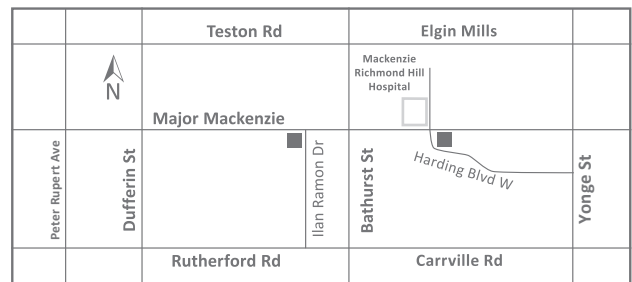 Teston Rd
Elgin Mills
Mackenzie
Richmond Hill
Hospital
N
Major Mackenzie
Peter Rupert Ave
Dufferin St
Ilan Ramon Dr
Bathurst St
Harding Blvd W
Yonge St
Rutherford Rd
Carrville Rd